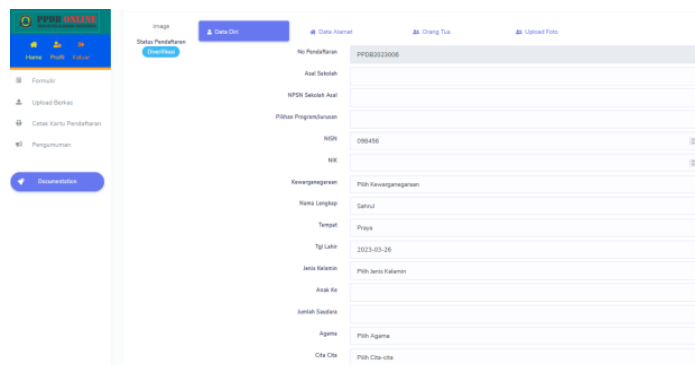 PPDB ONLINE
Home Profil Keluar
Formulir
Upload Berkas
Cetak Kartu Pendaftaran
Pengumuman
Documentation
image
Status Pendaftaran
Diverifikasi
Data Diri
Data Alamat
Orang Tua
Upload Foto
No Pendaftaran PPDB2023006
Asal Sekolah
NPSN Sekolah Asal
Pilihan Program/Jurusan
NISN 098456
NIK
Kewarganegaraan Pilih Kewarganegaraan
Nama Lengkap Sahrul
Tempat Praya
Tgl Lahir 2023-03-26
Jenis Kelamin Pilih Jenis Kelamin
Anak Ke
Jumlah Saudara
Agama Pilih Agama
Cita Cita Pilih Cita-cita